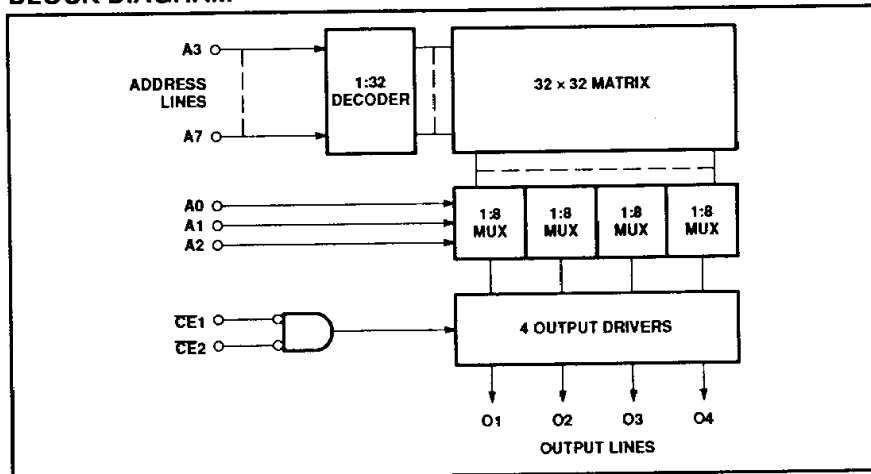 BLOCK DIAGRAM
A3
ADDRESS
LINES
A7
1:32
DECODER
32 × 32 MATRIX
A0
A1
A2
1:8
MUX
1:8
MUX
1:8
MUX
1:8
MUX
CE1
CE2
4 OUTPUT DRIVERS
O1 O2 O3 O4
OUTPUT LINES